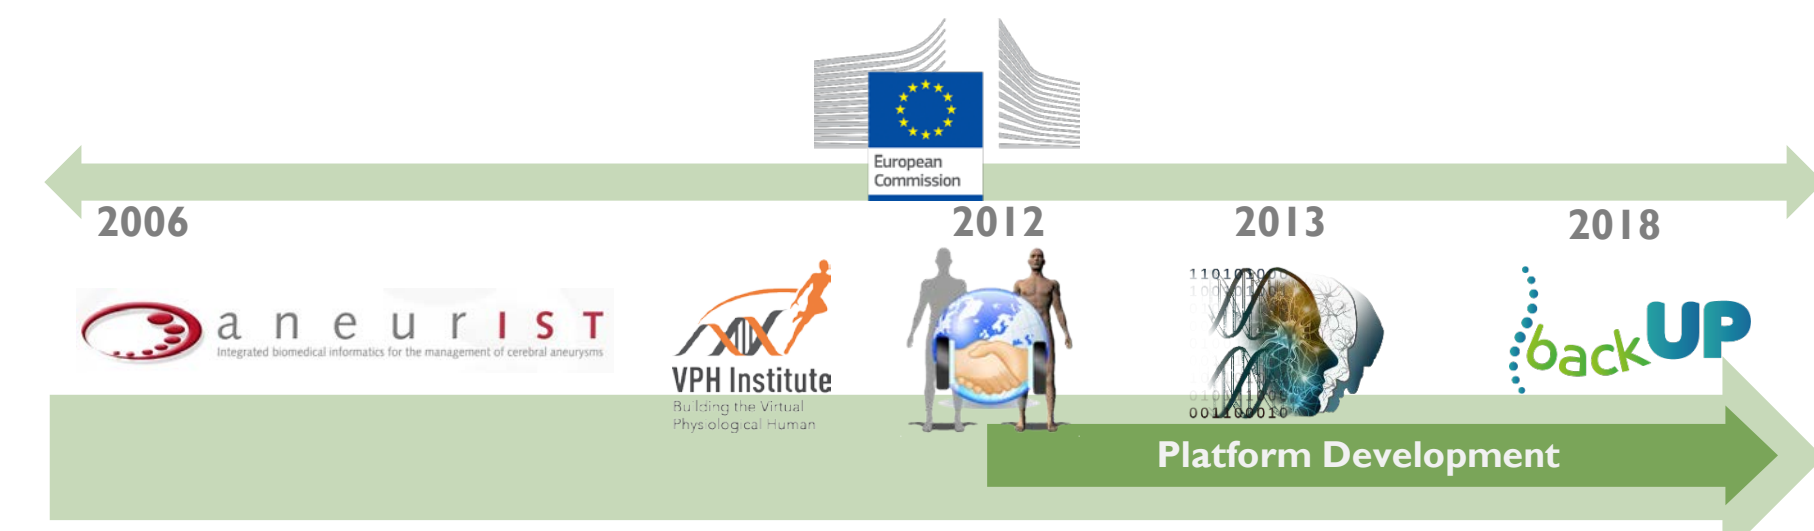 European
Commission
2006
2012
2013
2018
aneurIST
Integrated biomedical informatics for the management of cerebral aneurysms
VPH Institute
Building the Virtual
Physiological Human
001100010
backUP
Platform Development